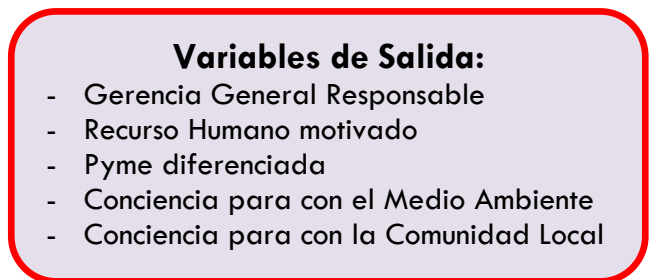 Variables de Salida:
- Gerencia General Responsable
- Recurso Humano motivado
- Pyme diferenciada
- Conciencia para con el Medio Ambiente
- Conciencia para con la Comunidad Local